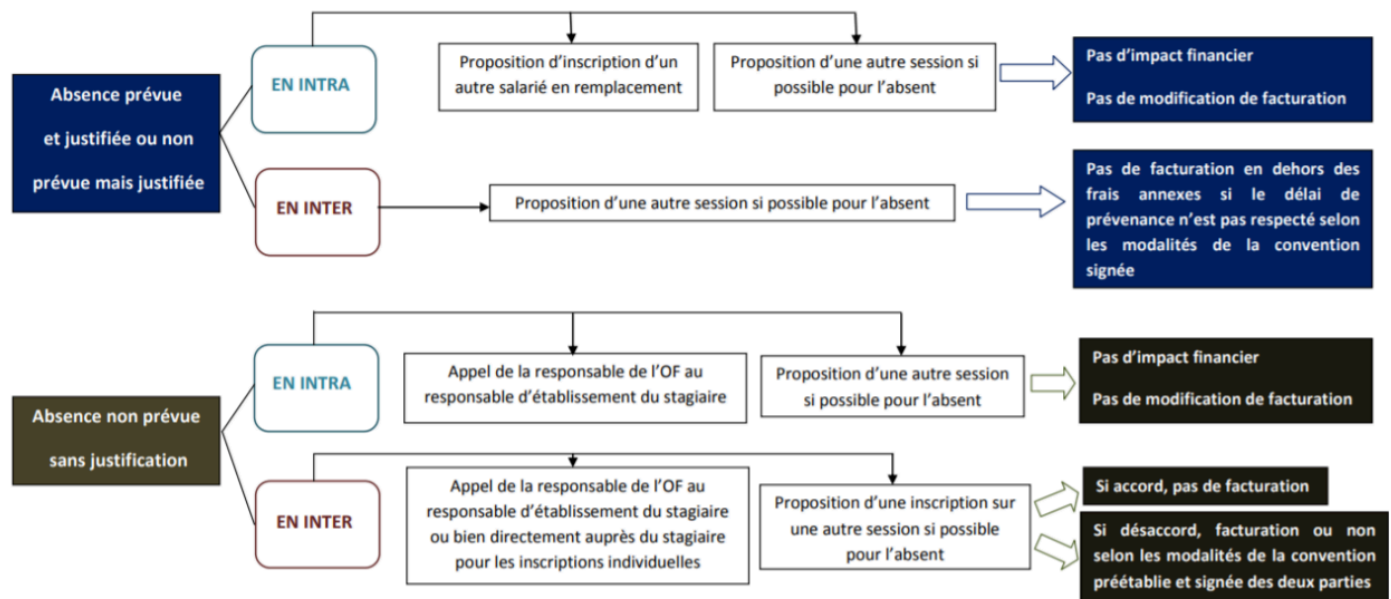 Absence prévue
et justifiée ou non
prévue mais justifiée
EN INTRA
Proposition d'inscription d'un
autre salarié en remplacement
Proposition d'une autre session si
possible pour l'absent
Pas d'impact financier
Pas de modification de facturation
EN INTER
Proposition d'une autre session si possible pour l'absent
Pas de facturation en dehors des
frais annexes si le délai de
prévenance n'est pas respecté selon
les modalités de la convention
signée
Absence non prévue
sans justification
EN INTRA
Appel de la responsable de l'OF au
responsable d'établissement du stagiaire
Proposition d'une autre session
si possible pour l'absent
Pas d'impact financier
Pas de modification de facturation
EN INTER
Appel de la responsable de l'OF au
responsable d'établissement du stagiaire
ou bien directement auprès du stagiaire
pour les inscriptions individuelles
Proposition d'une inscription sur
une autre session si possible
pour l'absent
Si accord, pas de facturation
Si désaccord, facturation ou non
selon les modalités de la convention
préétablie et signée des deux parties